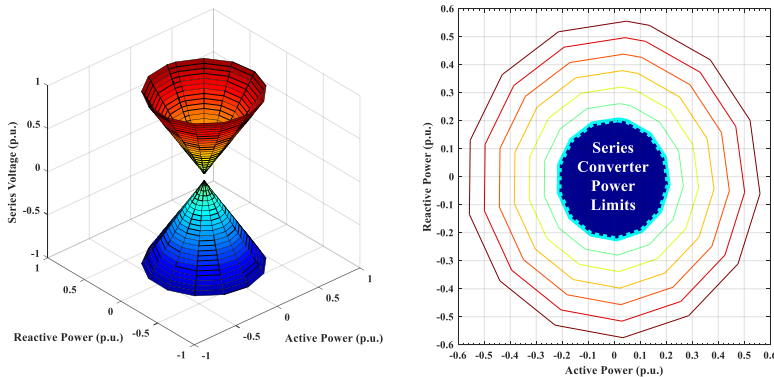 1
0.5
0
-0.5
-1
Series Voltage (p.u.)
1
0.5
0
-0.5
-1
Reactive Power (p.u.)
-1
-0.5
0
0.5
1
Active Power (p.u.)
0.6
0.5
0.4
0.3
0.2
0.1
0
-0.1
-0.2
-0.3
-0.4
-0.5
-0.6
Reactive Power (p.u.)
Series
Converter
Power
Limits
-0.6 -0.5 -0.4 -0.3 -0.2 -0.1 0 0.1 0.2 0.3 0.4 0.5 0.6
Active Power (p.u.)